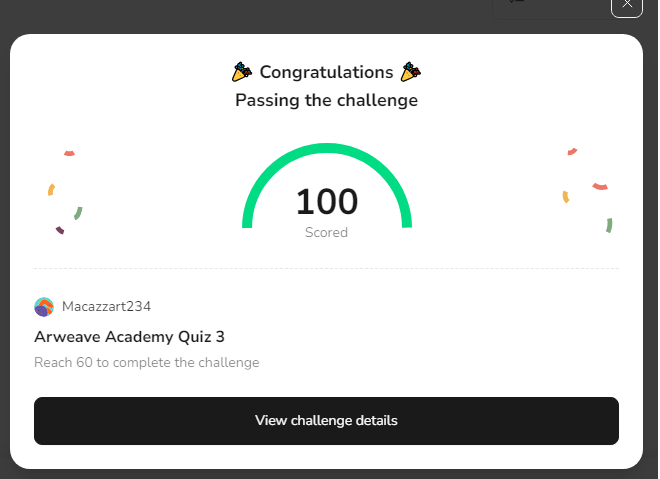 🎉 Congratulations 🎉
Passing the challenge
100
Scored
Macazzart234
Arweave Academy Quiz 3
Reach 60 to complete the challenge
View challenge details